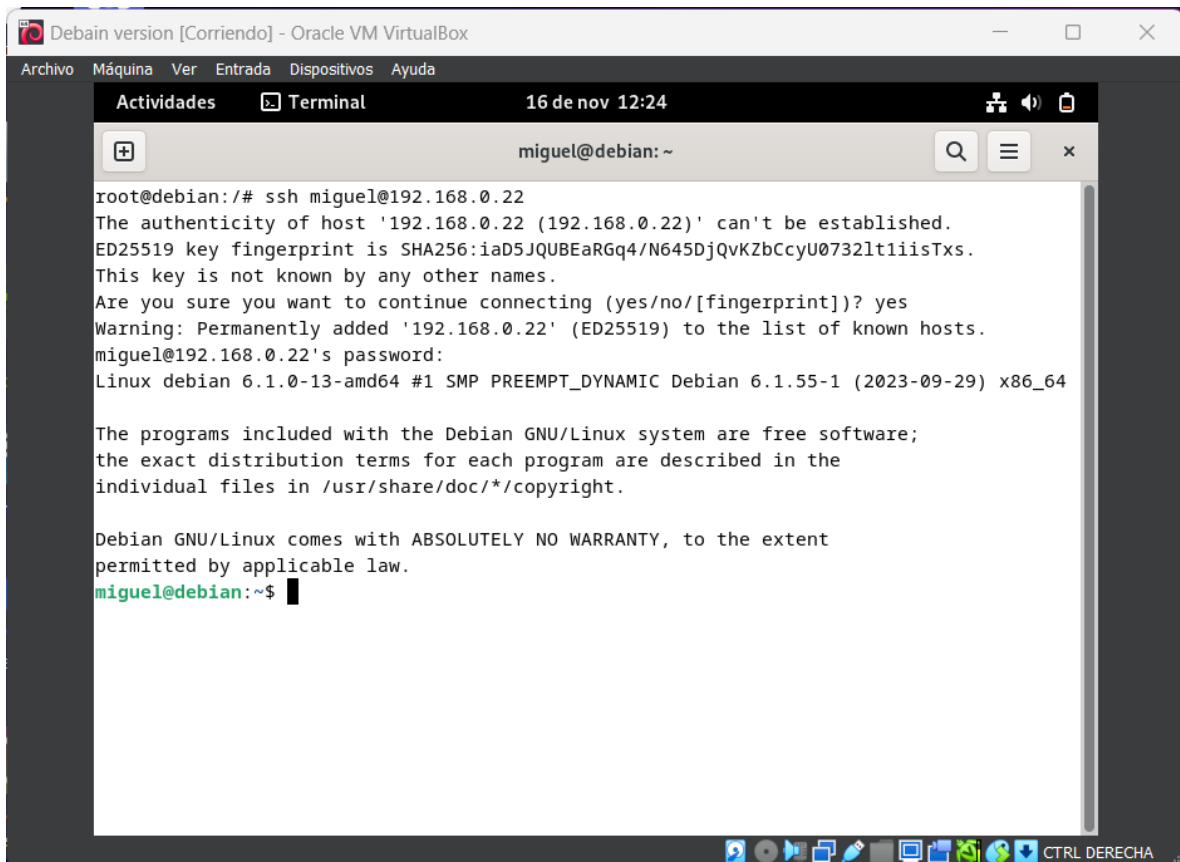 Debain version [Corriendo] - Oracle VM VirtualBox
Archivo Máquina Ver Entrada Dispositivos Ayuda
Actividades Terminal 16 de nov 12:24
miguel@debian: ~
root@debian:/# ssh miguel@192.168.0.22
The authenticity of host '192.168.0.22 (192.168.0.22)' can't be established.
ED25519 key fingerprint is SHA256:iaD5JQUBEaRGq4/N645DjQvKZbCcyU0732lt1iisTxs.
This key is not known by any other names.
Are you sure you want to continue connecting (yes/no/[fingerprint])? yes
Warning: Permanently added '192.168.0.22' (ED25519) to the list of known hosts.
miguel@192.168.0.22's password:
Linux debian 6.1.0-13-amd64 #1 SMP PREEMPT_DYNAMIC Debian 6.1.55-1 (2023-09-29) x86_64
The programs included with the Debian GNU/Linux system are free software;
the exact distribution terms for each program are described in the
individual files in /usr/share/doc/*/copyright.
Debian GNU/Linux comes with ABSOLUTELY NO WARRANTY, to the extent
permitted by applicable law.
miguel@debian:~$
CTRL DERECHA